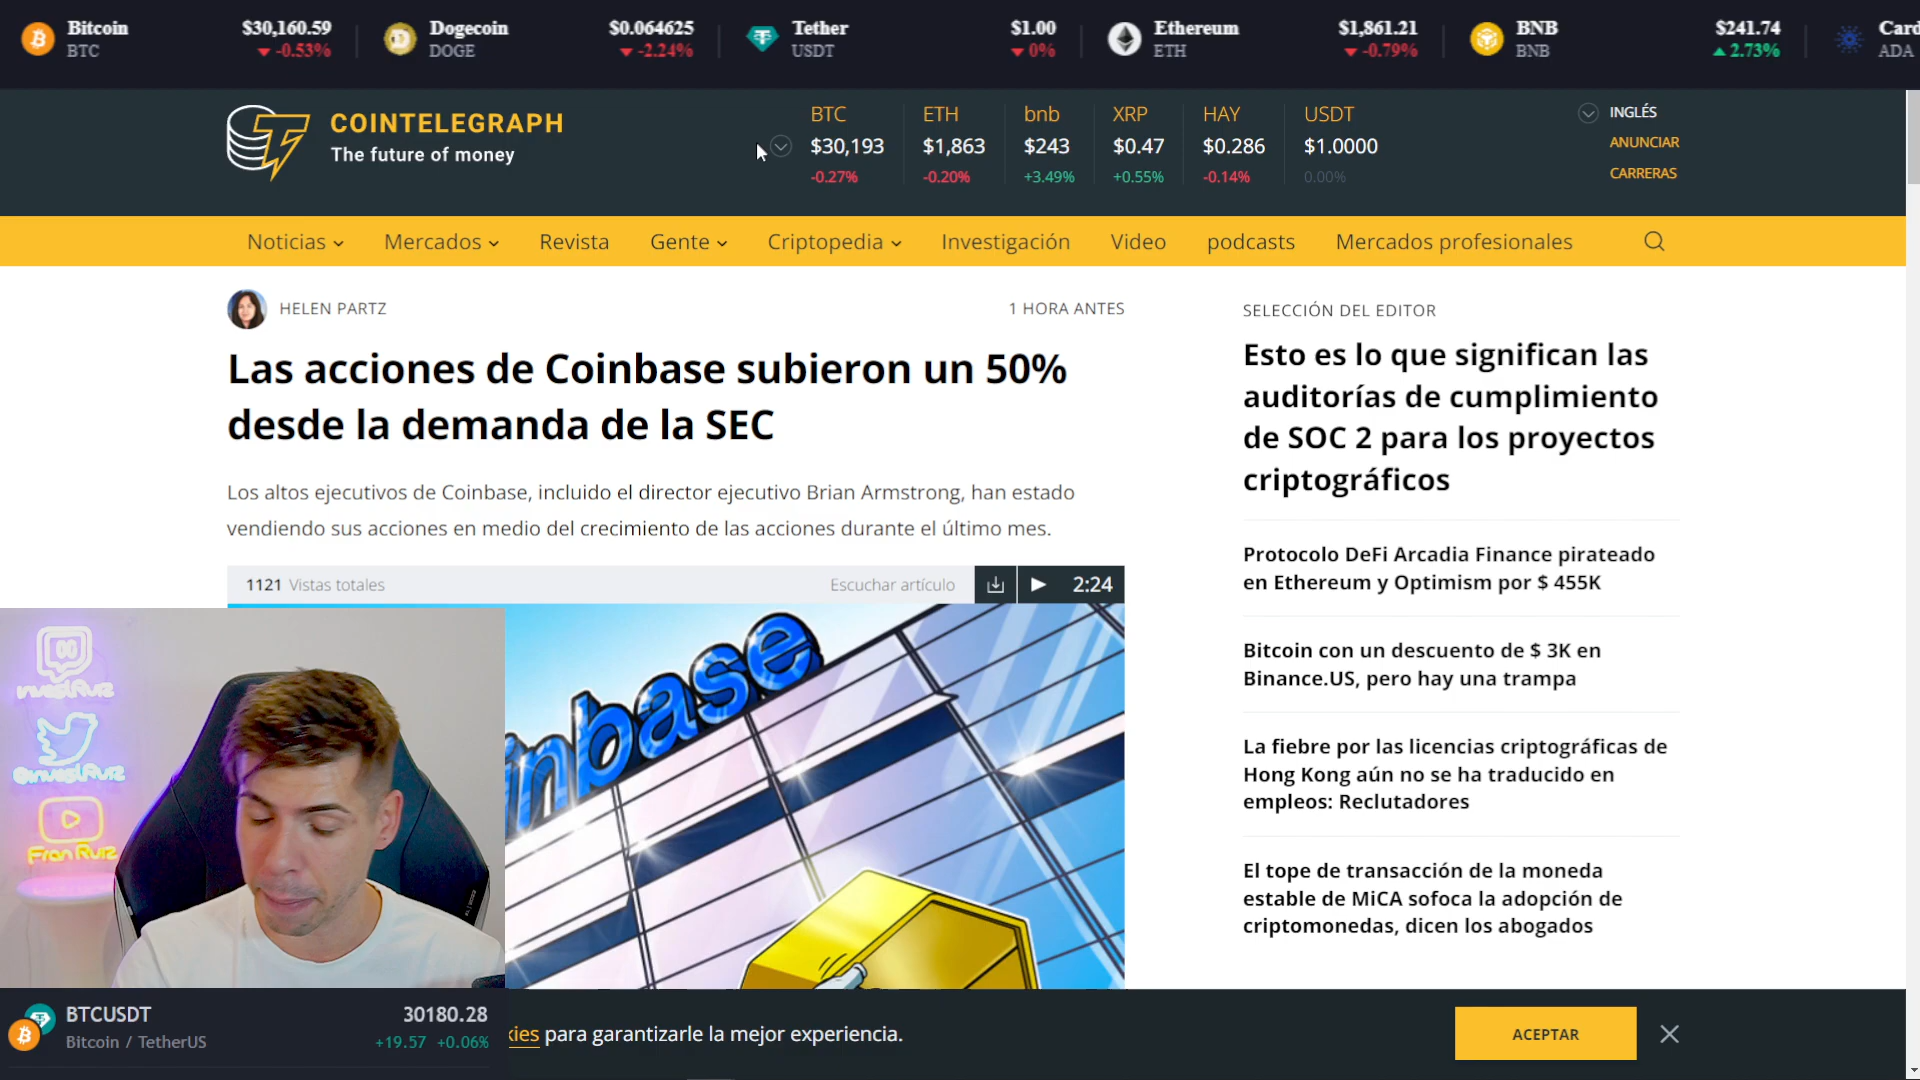 Bitcoin $30,160.59 Dogecoin $0.064625 Tether $1.00 Ethereum $1,861.21 BNB $241.74 Card
BTC -0.53% DOGE -2.24% USDT 0% ETH -0.79% BNB 2.73% ADA
COINTELEGRAPH
The future of money
BTC ETH bnb XRP HAY USDT
$30,193 $1,863 $243 $0.47 $0.286 $1.0000
-0.27% -0.20% +3.49% +0.55% -0.14% 0.00%
INGLÉS
ANUNCIAR
CARRERAS
Noticias Mercados Revista Gente Criptopedia Investigación Video podcasts Mercados profesionales
HELEN PARTZ 1 HORA ANTES
Las acciones de Coinbase subieron un 50%
desde la demanda de la SEC
Los altos ejecutivos de Coinbase, incluido el director ejecutivo Brian Armstrong, han estado
vendiendo sus acciones en medio del crecimiento de las acciones durante el último mes.
1121 Vistas totales Escuchar artículo 2:24
inbase
SELECCIÓN DEL EDITOR
Esto es lo que significan las
auditorías de cumplimiento
de SOC 2 para los proyectos
criptográficos
Protocolo DeFi Arcadia Finance pirateado
en Ethereum y Optimism por $ 455K
Bitcoin con un descuento de $ 3K en
Binance.US, pero hay una trampa
La fiebre por las licencias criptográficas de
Hong Kong aún no se ha traducido en
empleos: Reclutadores
El tope de transacción de la moneda
estable de MiCA sofoca la adopción de
criptomonedas, dicen los abogados
InvestRuiz
@InvestRuiz
Fran Ruiz
BTCUSDT 30180.28
Bitcoin / TetherUS +19.57 +0.06%
kies para garantizarle la mejor experiencia.
ACEPTAR